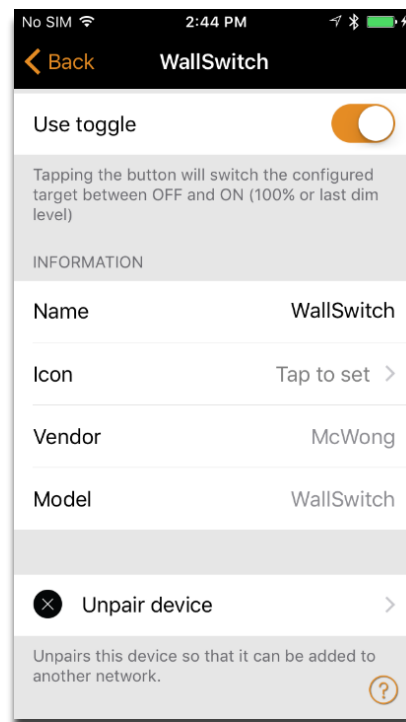 No SIM 2:44 PM
Back WallSwitch
Use toggle
Tapping the button will switch the configured
target between OFF and ON (100% or last dim
level)
INFORMATION
Name WallSwitch
Icon Tap to set
Vendor McWong
Model WallSwitch
Unpair device
Unpairs this device so that it can be added to
another network.
?